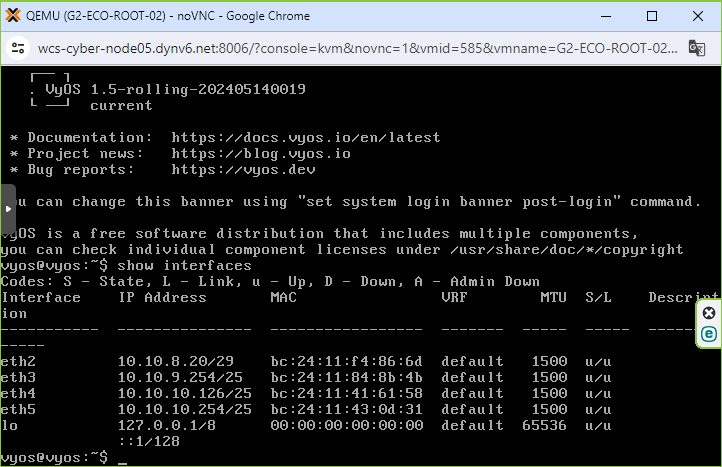 QEMU (G2-ECO-ROOT-02) - noVNC - Google Chrome
wcs-cyber-node05.dynv6.net:8006/?console=kvm&novnc=1&vmid=585&vmname=G2-ECO-ROOT-02...
. VyOS 1.5-rolling-202405140019
current
* Documentation:  https://docs.vyos.io/en/latest
* Project news:   https://blog.vyos.io
* Bug reports:    https://vyos.dev
ou can change this banner using "set system login banner post-login" command.
VyOS is a free software distribution that includes multiple components,
you can check individual component licenses under /usr/share/doc/*/copyright
vyos@vyos:~$ show interfaces
Codes: S - State, L - Link, u - Up, D - Down, A - Admin Down
Interface    IP Address       MAC                VRF        MTU  S/L    Descript
ion
-----------  ---------------  -----------------  -------  -----  -----  --------
-----
eth2         10.10.8.20/29    bc:24:11:f4:86:6d  default   1500  u/u
eth3         10.10.9.254/25   bc:24:11:84:8b:4b  default   1500  u/u
eth4         10.10.10.126/25  bc:24:11:41:61:58  default   1500  u/u
eth5         10.10.10.254/25  bc:24:11:43:0d:31  default   1500  u/u
lo           127.0.0.1/8      00:00:00:00:00:00  default  65536  u/u
::1/128
vyos@vyos:~$ _